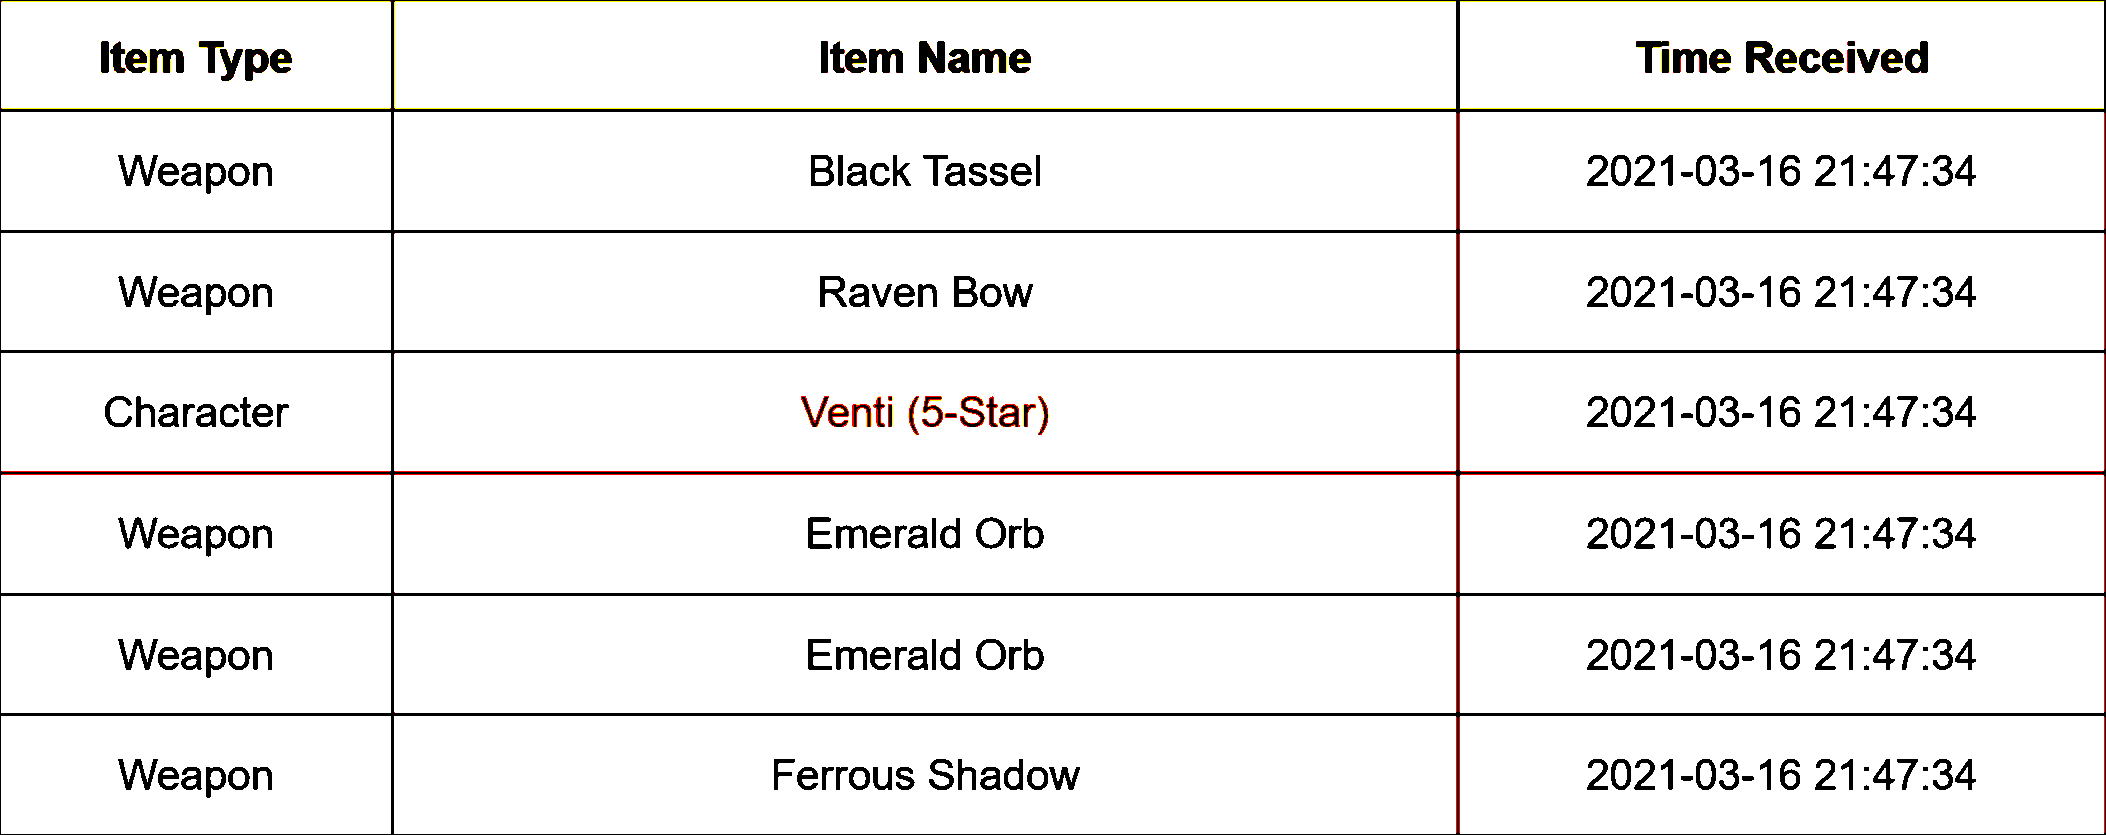 Item Type Item Name Time Received
Weapon Black Tassel 2021-03-16 21:47:34
Weapon Raven Bow 2021-03-16 21:47:34
Character Venti (5-Star) 2021-03-16 21:47:34
Weapon Emerald Orb 2021-03-16 21:47:34
Weapon Emerald Orb 2021-03-16 21:47:34
Weapon Ferrous Shadow 2021-03-16 21:47:34